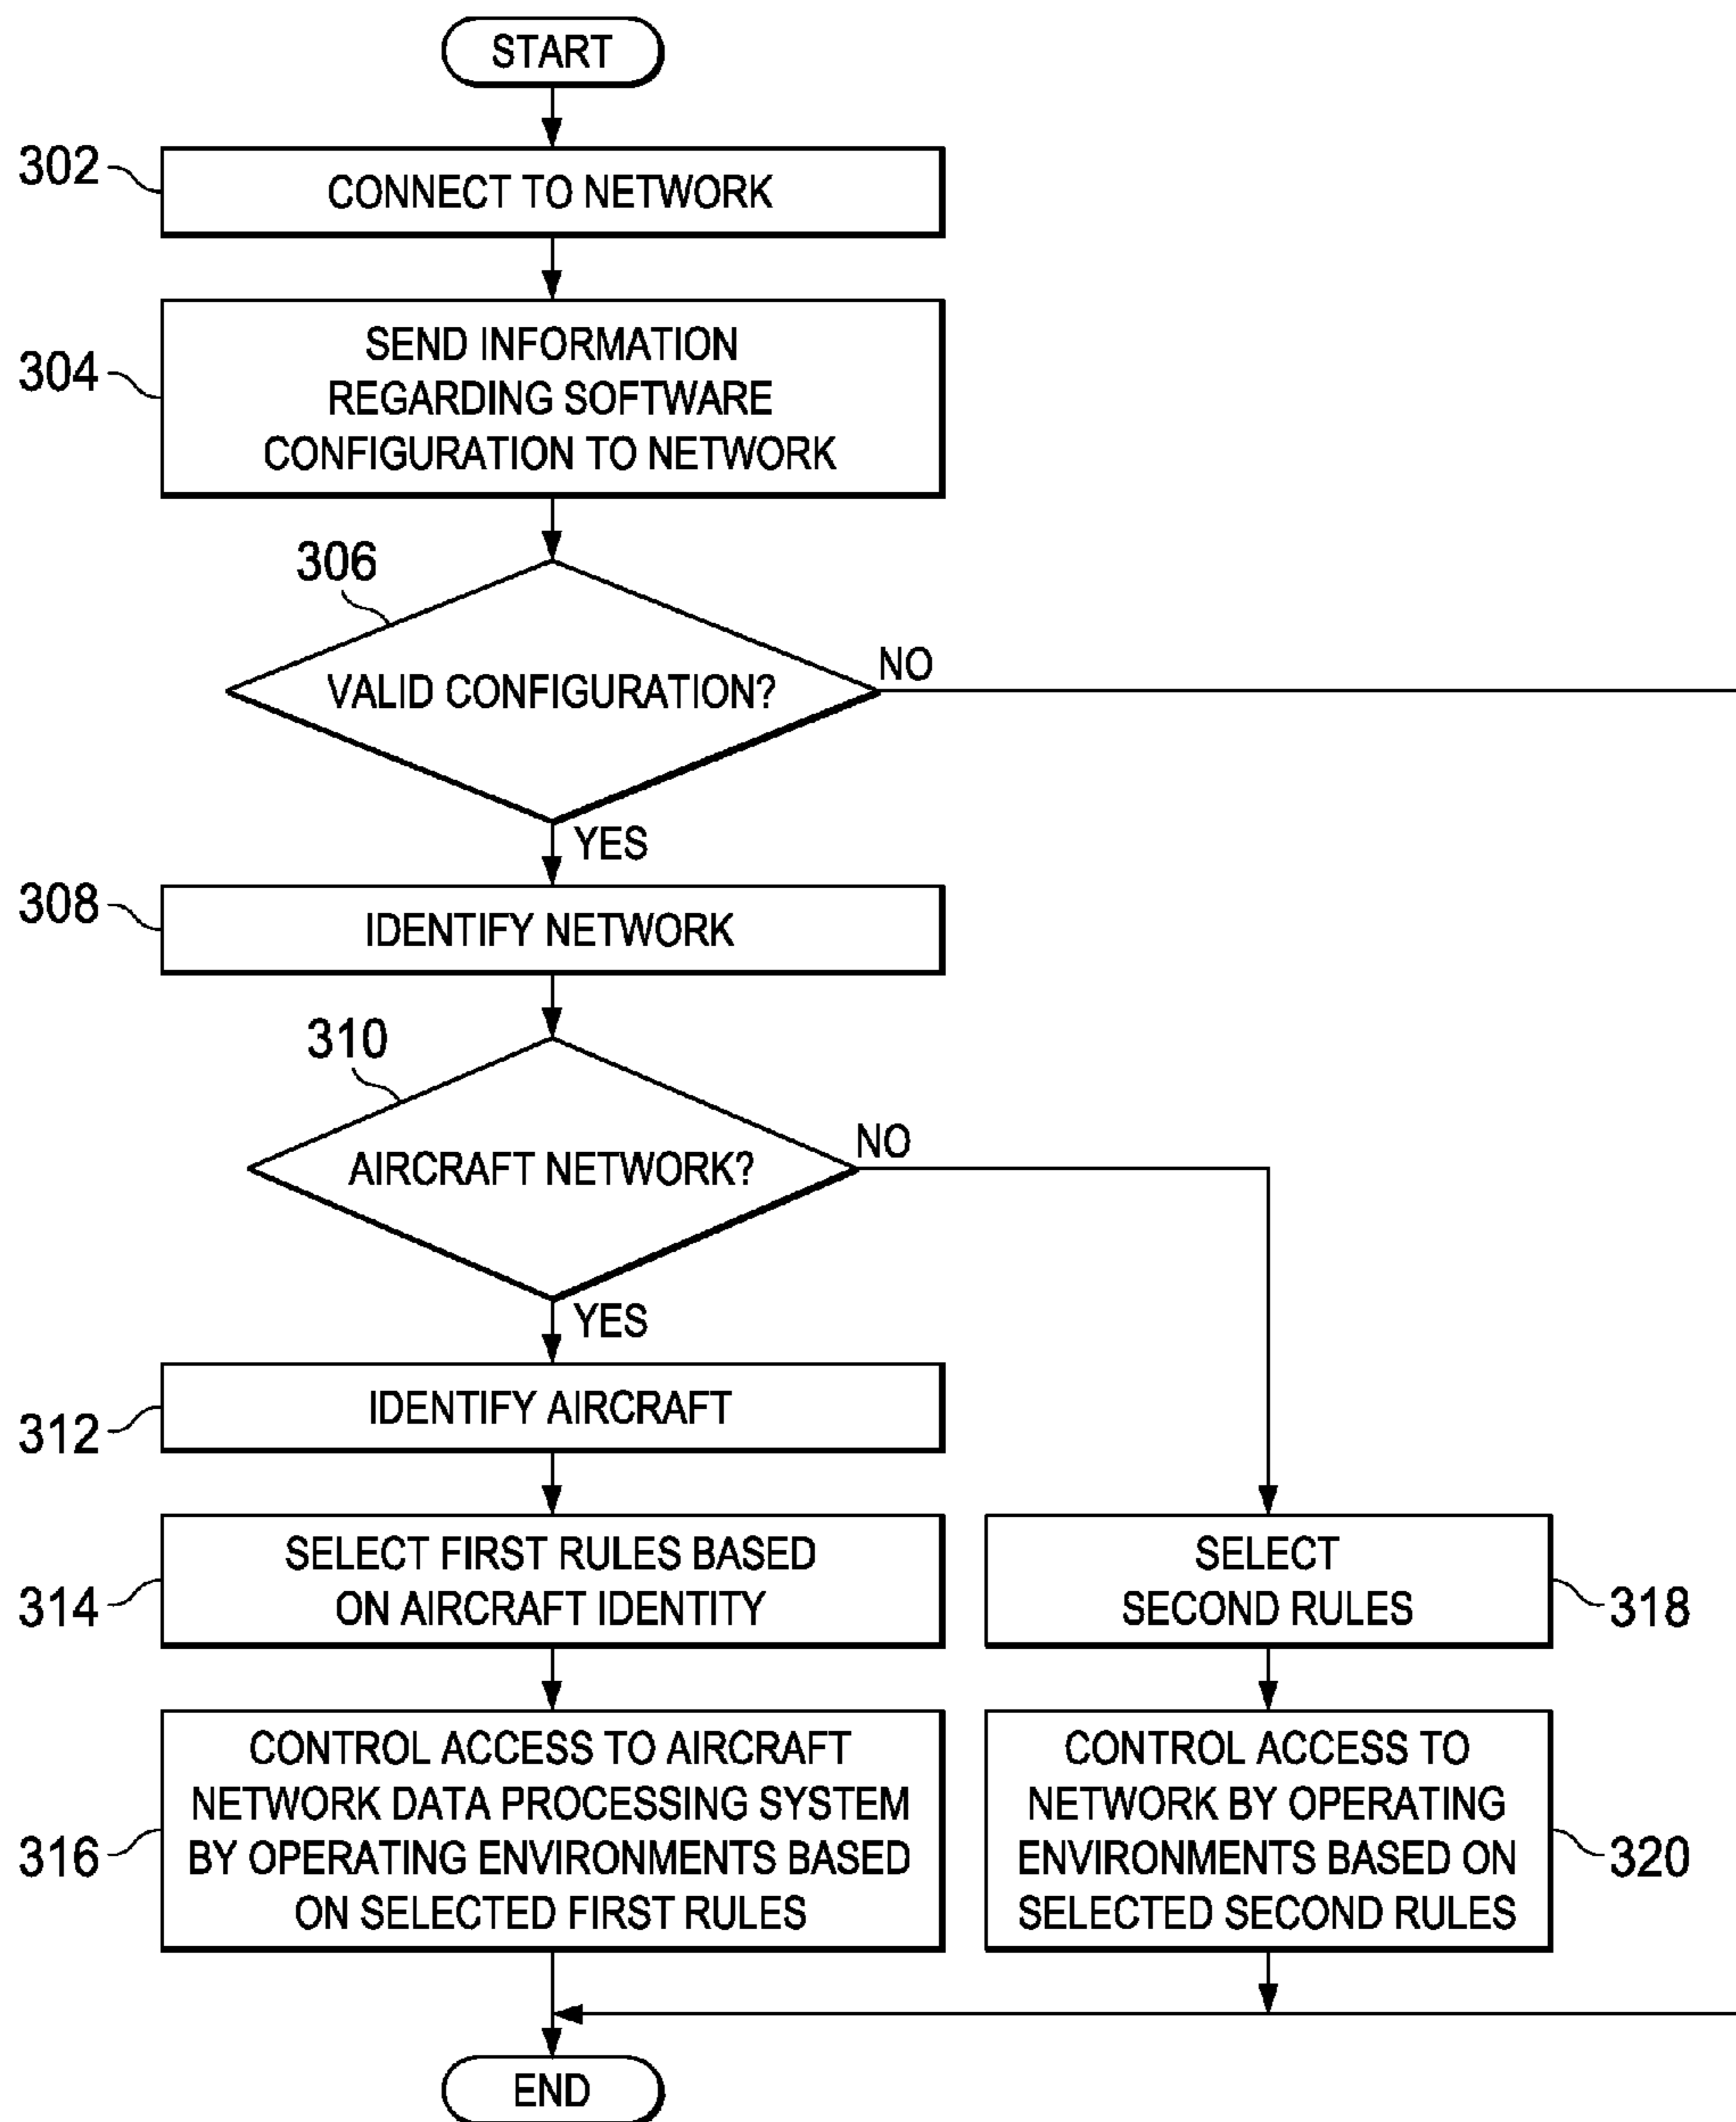 START
302
CONNECT TO NETWORK
304
SEND INFORMATION
REGARDING SOFTWARE
CONFIGURATION TO NETWORK
306
VALID CONFIGURATION?
NO
YES
308
IDENTIFY NETWORK
310
AIRCRAFT NETWORK?
NO
YES
312
IDENTIFY AIRCRAFT
314
SELECT FIRST RULES BASED
ON AIRCRAFT IDENTITY
SELECT
SECOND RULES
318
316
CONTROL ACCESS TO AIRCRAFT
NETWORK DATA PROCESSING SYSTEM
BY OPERATING ENVIRONMENTS BASED
ON SELECTED FIRST RULES
CONTROL ACCESS TO
NETWORK BY OPERATING
ENVIRONMENTS BASED ON
SELECTED SECOND RULES
320
END